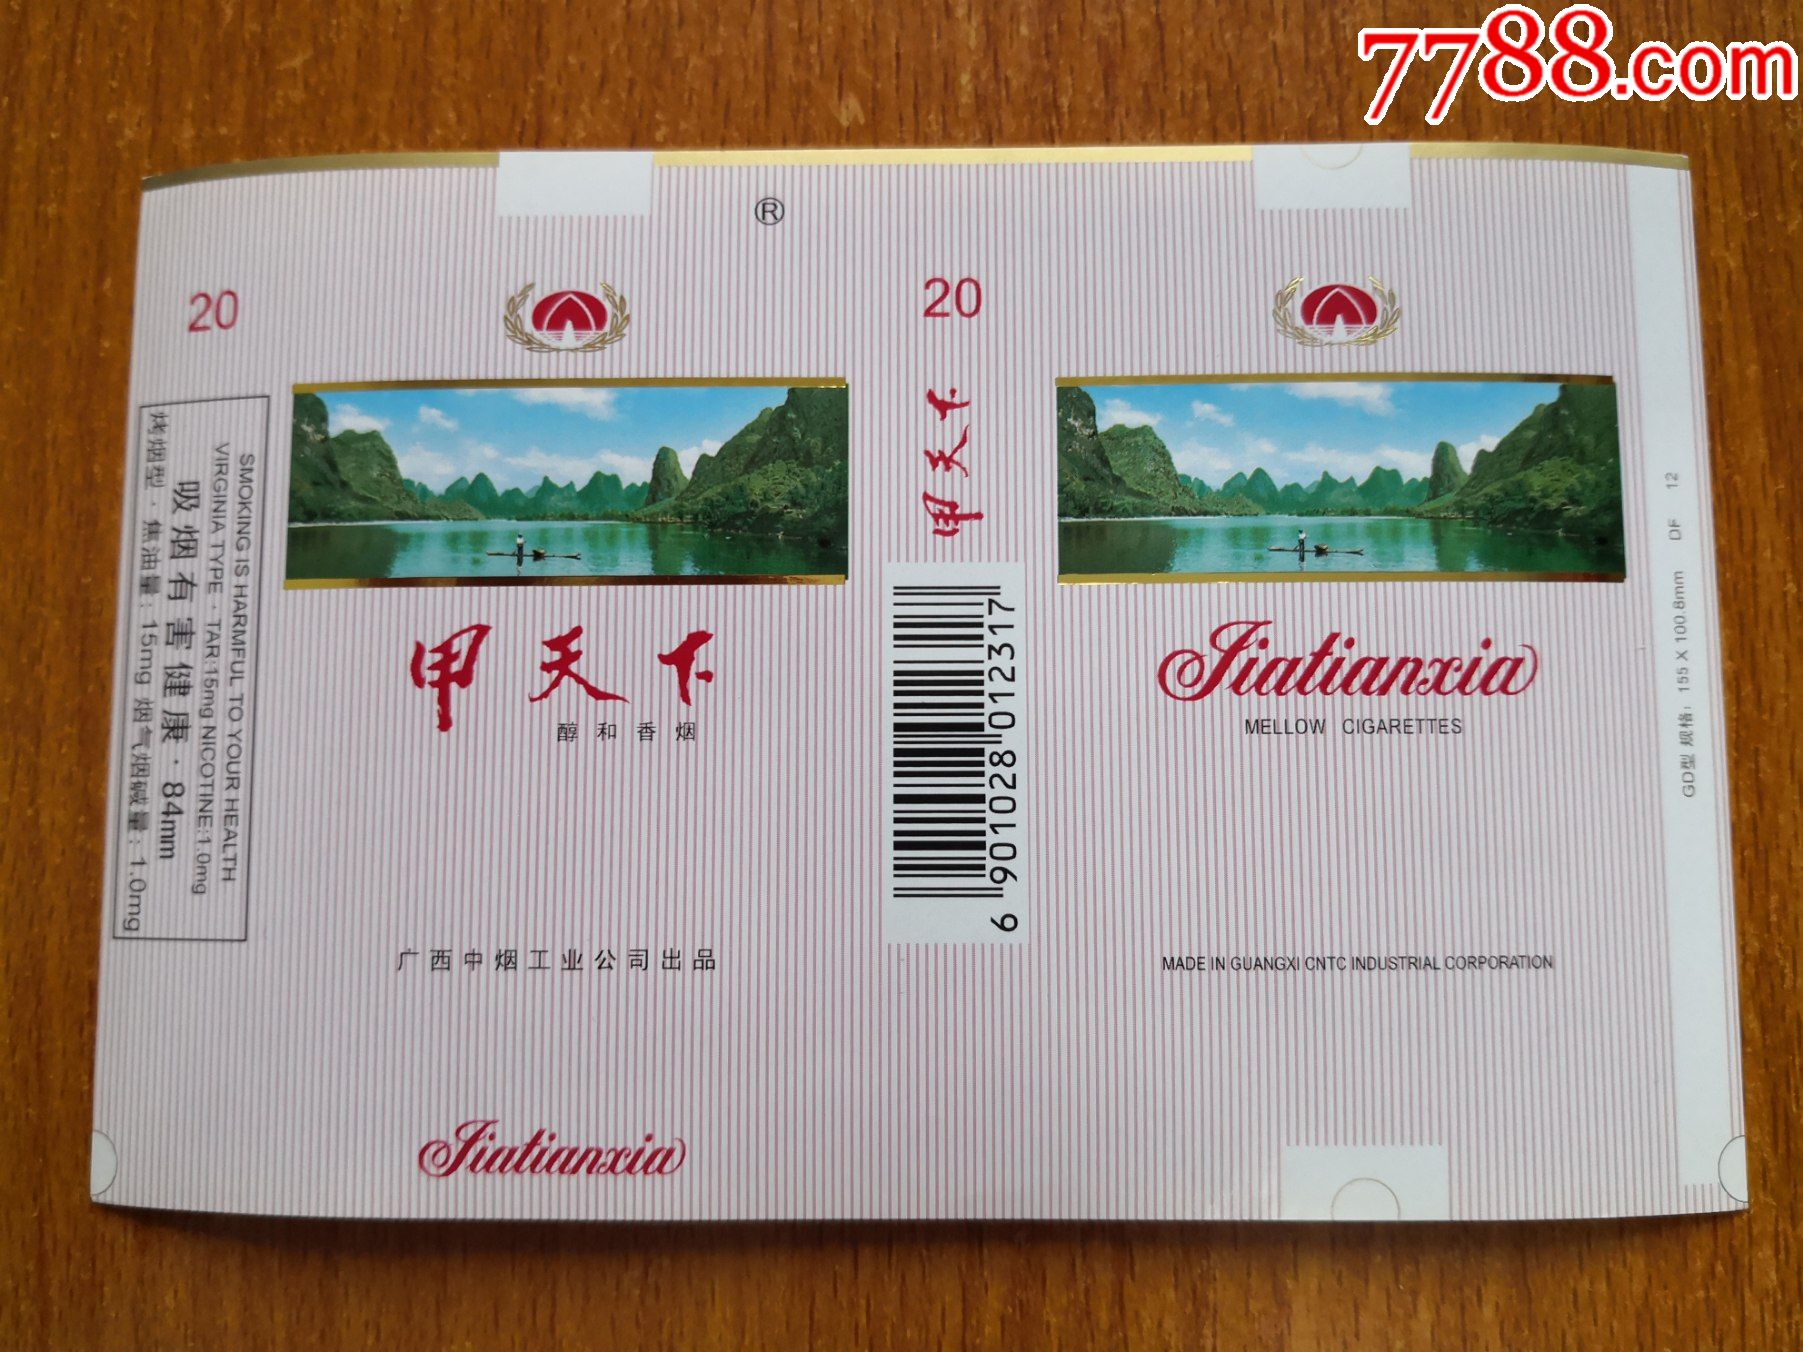 7788.com
®
20
SMOKING IS HARMFUL TO YOUR HEALTH
VIRGINIA TYPE · TAR:15mg NICOTINE:1.0mg
吸烟有害健康 · 84mm
烤烟型 · 焦油量：15mg 烟气烟碱量：1.0mg
甲天下
醇和香烟
广西中烟工业公司出品
Jiatianxia
20
甲天下
6901028012317
Jiatianxia
MELLOW CIGARETTES
MADE IN GUANGXI CNTC INDUSTRIAL CORPORATION
GD型 规格：155 X 100.8mm DF 12